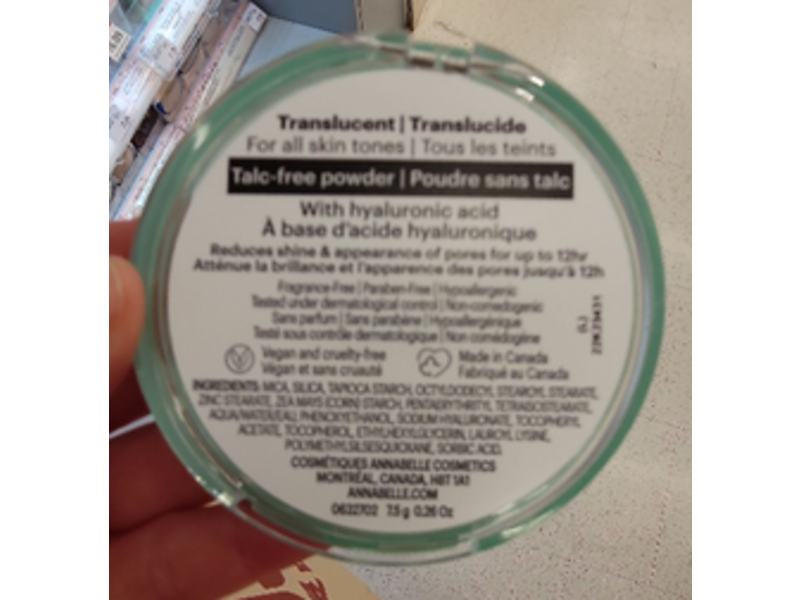 Translucent | Translucide
For all skin tones | Tous les teints
Talc-free powder | Poudre sans talc
With hyaluronic acid
À base d'acide hyaluronique
Reduces shine & appearance of pores for up to 12hr
Atténue la brillance et l'apparence des pores jusqu'à 12h
Fragrance-Free | Paraben-Free | Hypoallergenic
Tested under dermatological control | Non-comedogenic
Sans parfum | Sans parabène | Hypoallergénique
Testé sous contrôle dermatologique | Non comédogène
Vegan and cruelty-free
Végan et sans cruauté
Made in Canada
Fabriqué au Canada
INGREDIENTS: MICA, SILICA, TAPIOCA STARCH, OCTYLDODECYL STEAROYL STEARATE,
ZINC STEARATE, ZEA MAYS (CORN) STARCH, PENTAERYTHRITYL TETRAISOSTEARATE,
AQUA/WATER/EAU, PHENOXYETHANOL, SODIUM HYALURONATE, TOCOPHERYL
ACETATE, TOCOPHEROL, ETHYLHEXYLGLYCERIN, LAUROYL LYSINE,
POLYMETHYLSILSESQUIOXANE, SORBIC ACID.
COSMÉTIQUES ANNABELLE COSMETICS
MONTRÉAL, CANADA, H8T 1A1
ANNABELLE.COM
0632702 7.5 g 0.26 Oz